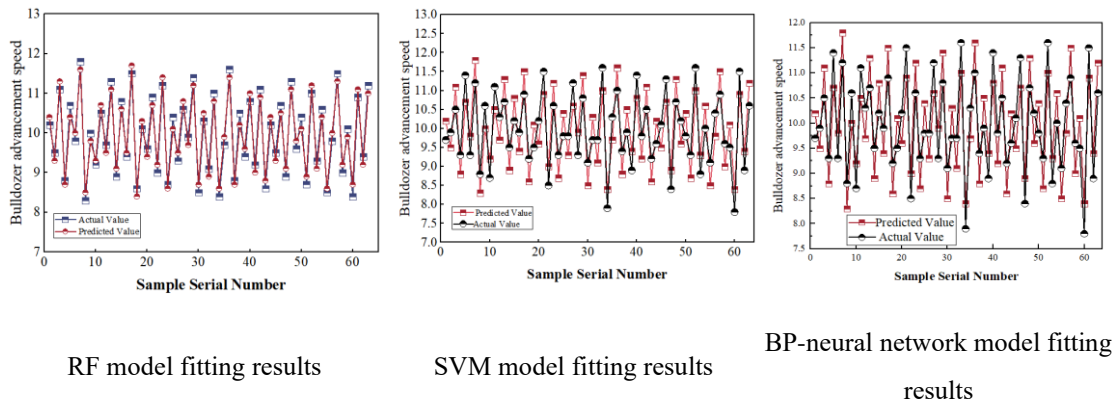 Bulldozer advancement speed
13
12
11
10
9
8
7
0 10 20 30 40 50 60
Sample Serial Number
Actual Value
Predicted Value
RF model fitting results
Bulldozer advancement speed
13.0
12.5
12.0
11.5
11.0
10.5
10.0
9.5
9.0
8.5
8.0
7.5
7.0
0 10 20 30 40 50 60
Sample Serial Number
Predicted Value
Actual Value
SVM model fitting results
Bulldozer advancement speed
12.0
11.5
11.0
10.5
10.0
9.5
9.0
8.5
8.0
7.5
0 10 20 30 40 50 60
Sample Serial Number
Predicted Value
Actual Value
BP-neural network model fitting
results